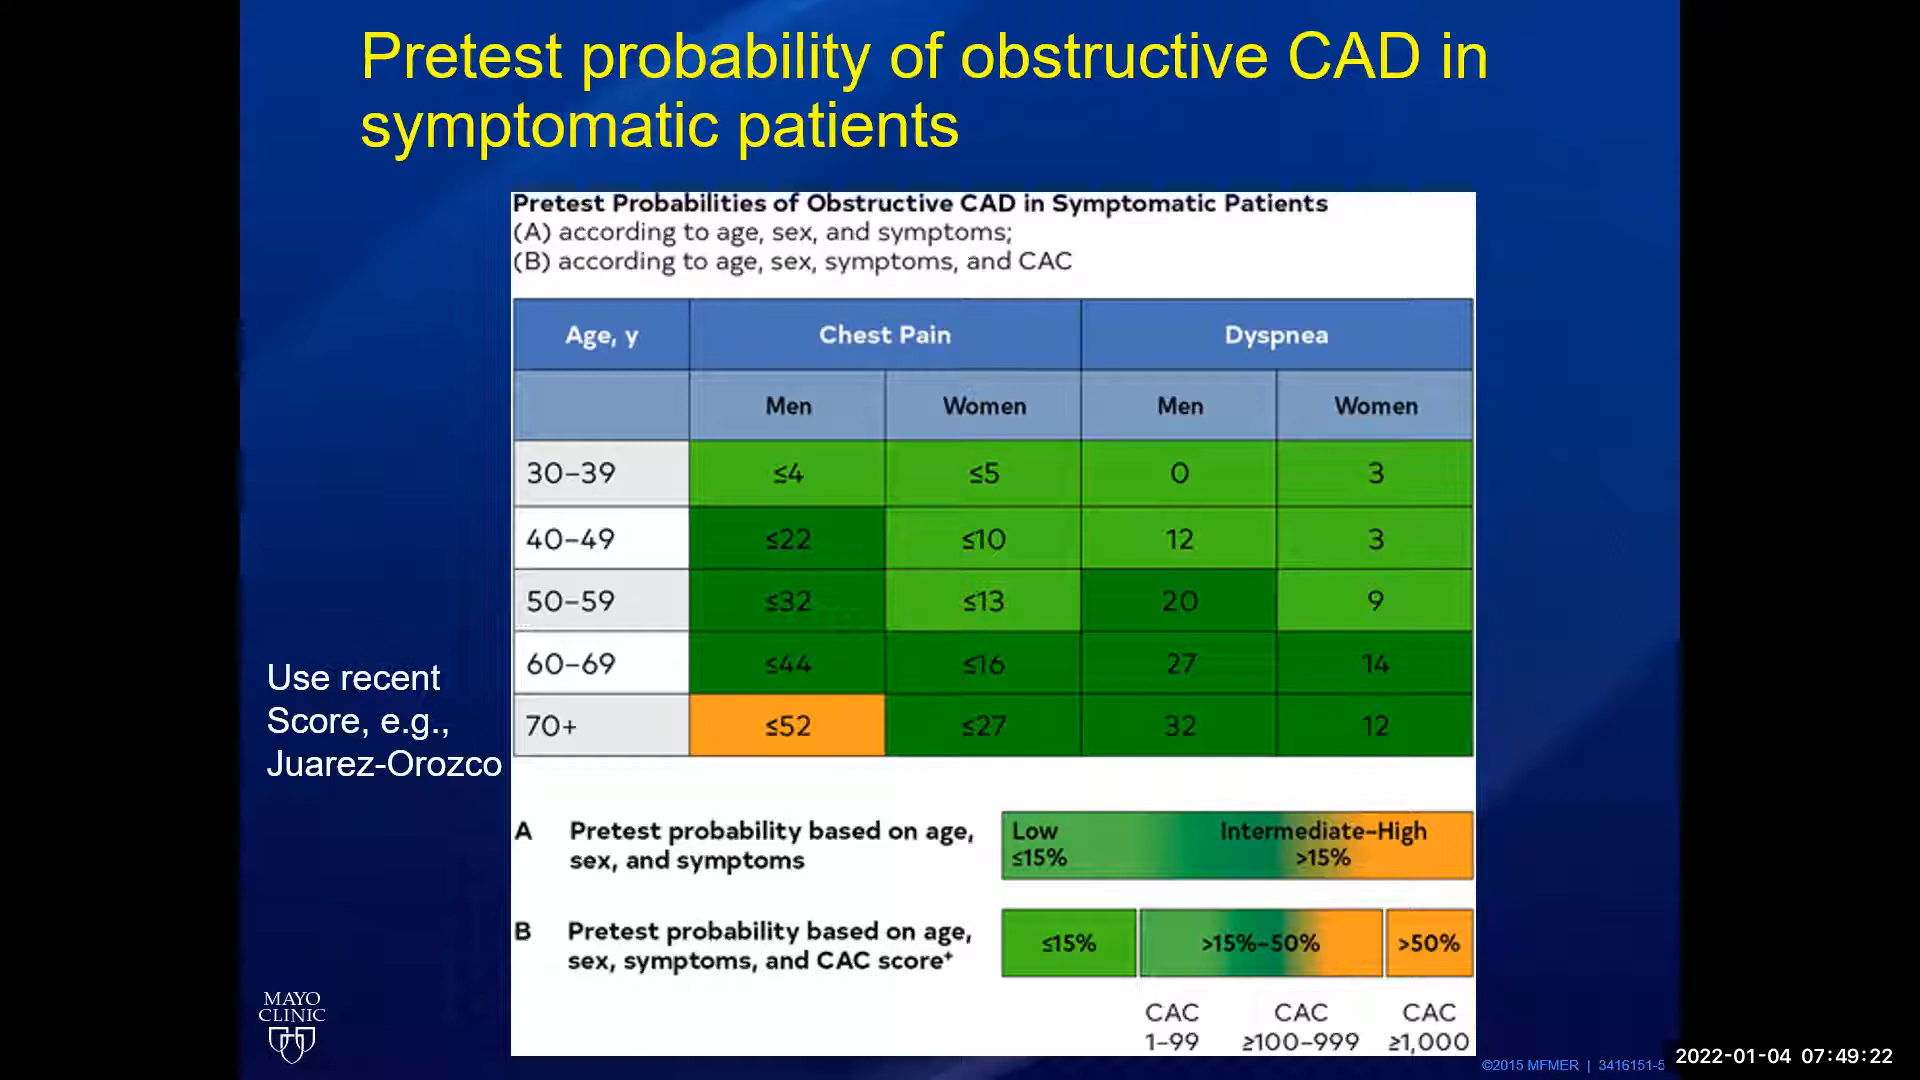 Pretest probability of obstructive CAD in
symptomatic patients
Pretest Probabilities of Obstructive CAD in Symptomatic Patients
(A) according to age, sex, and symptoms;
(B) according to age, sex, symptoms, and CAC
Age, y Chest Pain Dyspnea
Men Women Men Women
30–39 ≤4 ≤5 0 3
40–49 ≤22 ≤10 12 3
50–59 ≤32 ≤13 20 9
60–69 ≤44 ≤16 27 14
70+ ≤52 ≤27 32 12
Use recent
Score, e.g.,
Juarez-Orozco
A Pretest probability based on age,
sex, and symptoms
Low
≤15%
Intermediate–High
>15%
B Pretest probability based on age,
sex, symptoms, and CAC score+
≤15% >15%–50% >50%
CAC
1–99
CAC
≥100–999
CAC
≥1,000
MAYO
CLINIC
©2015 MFMER | 3416151-5
2022-01-04 07:49:22